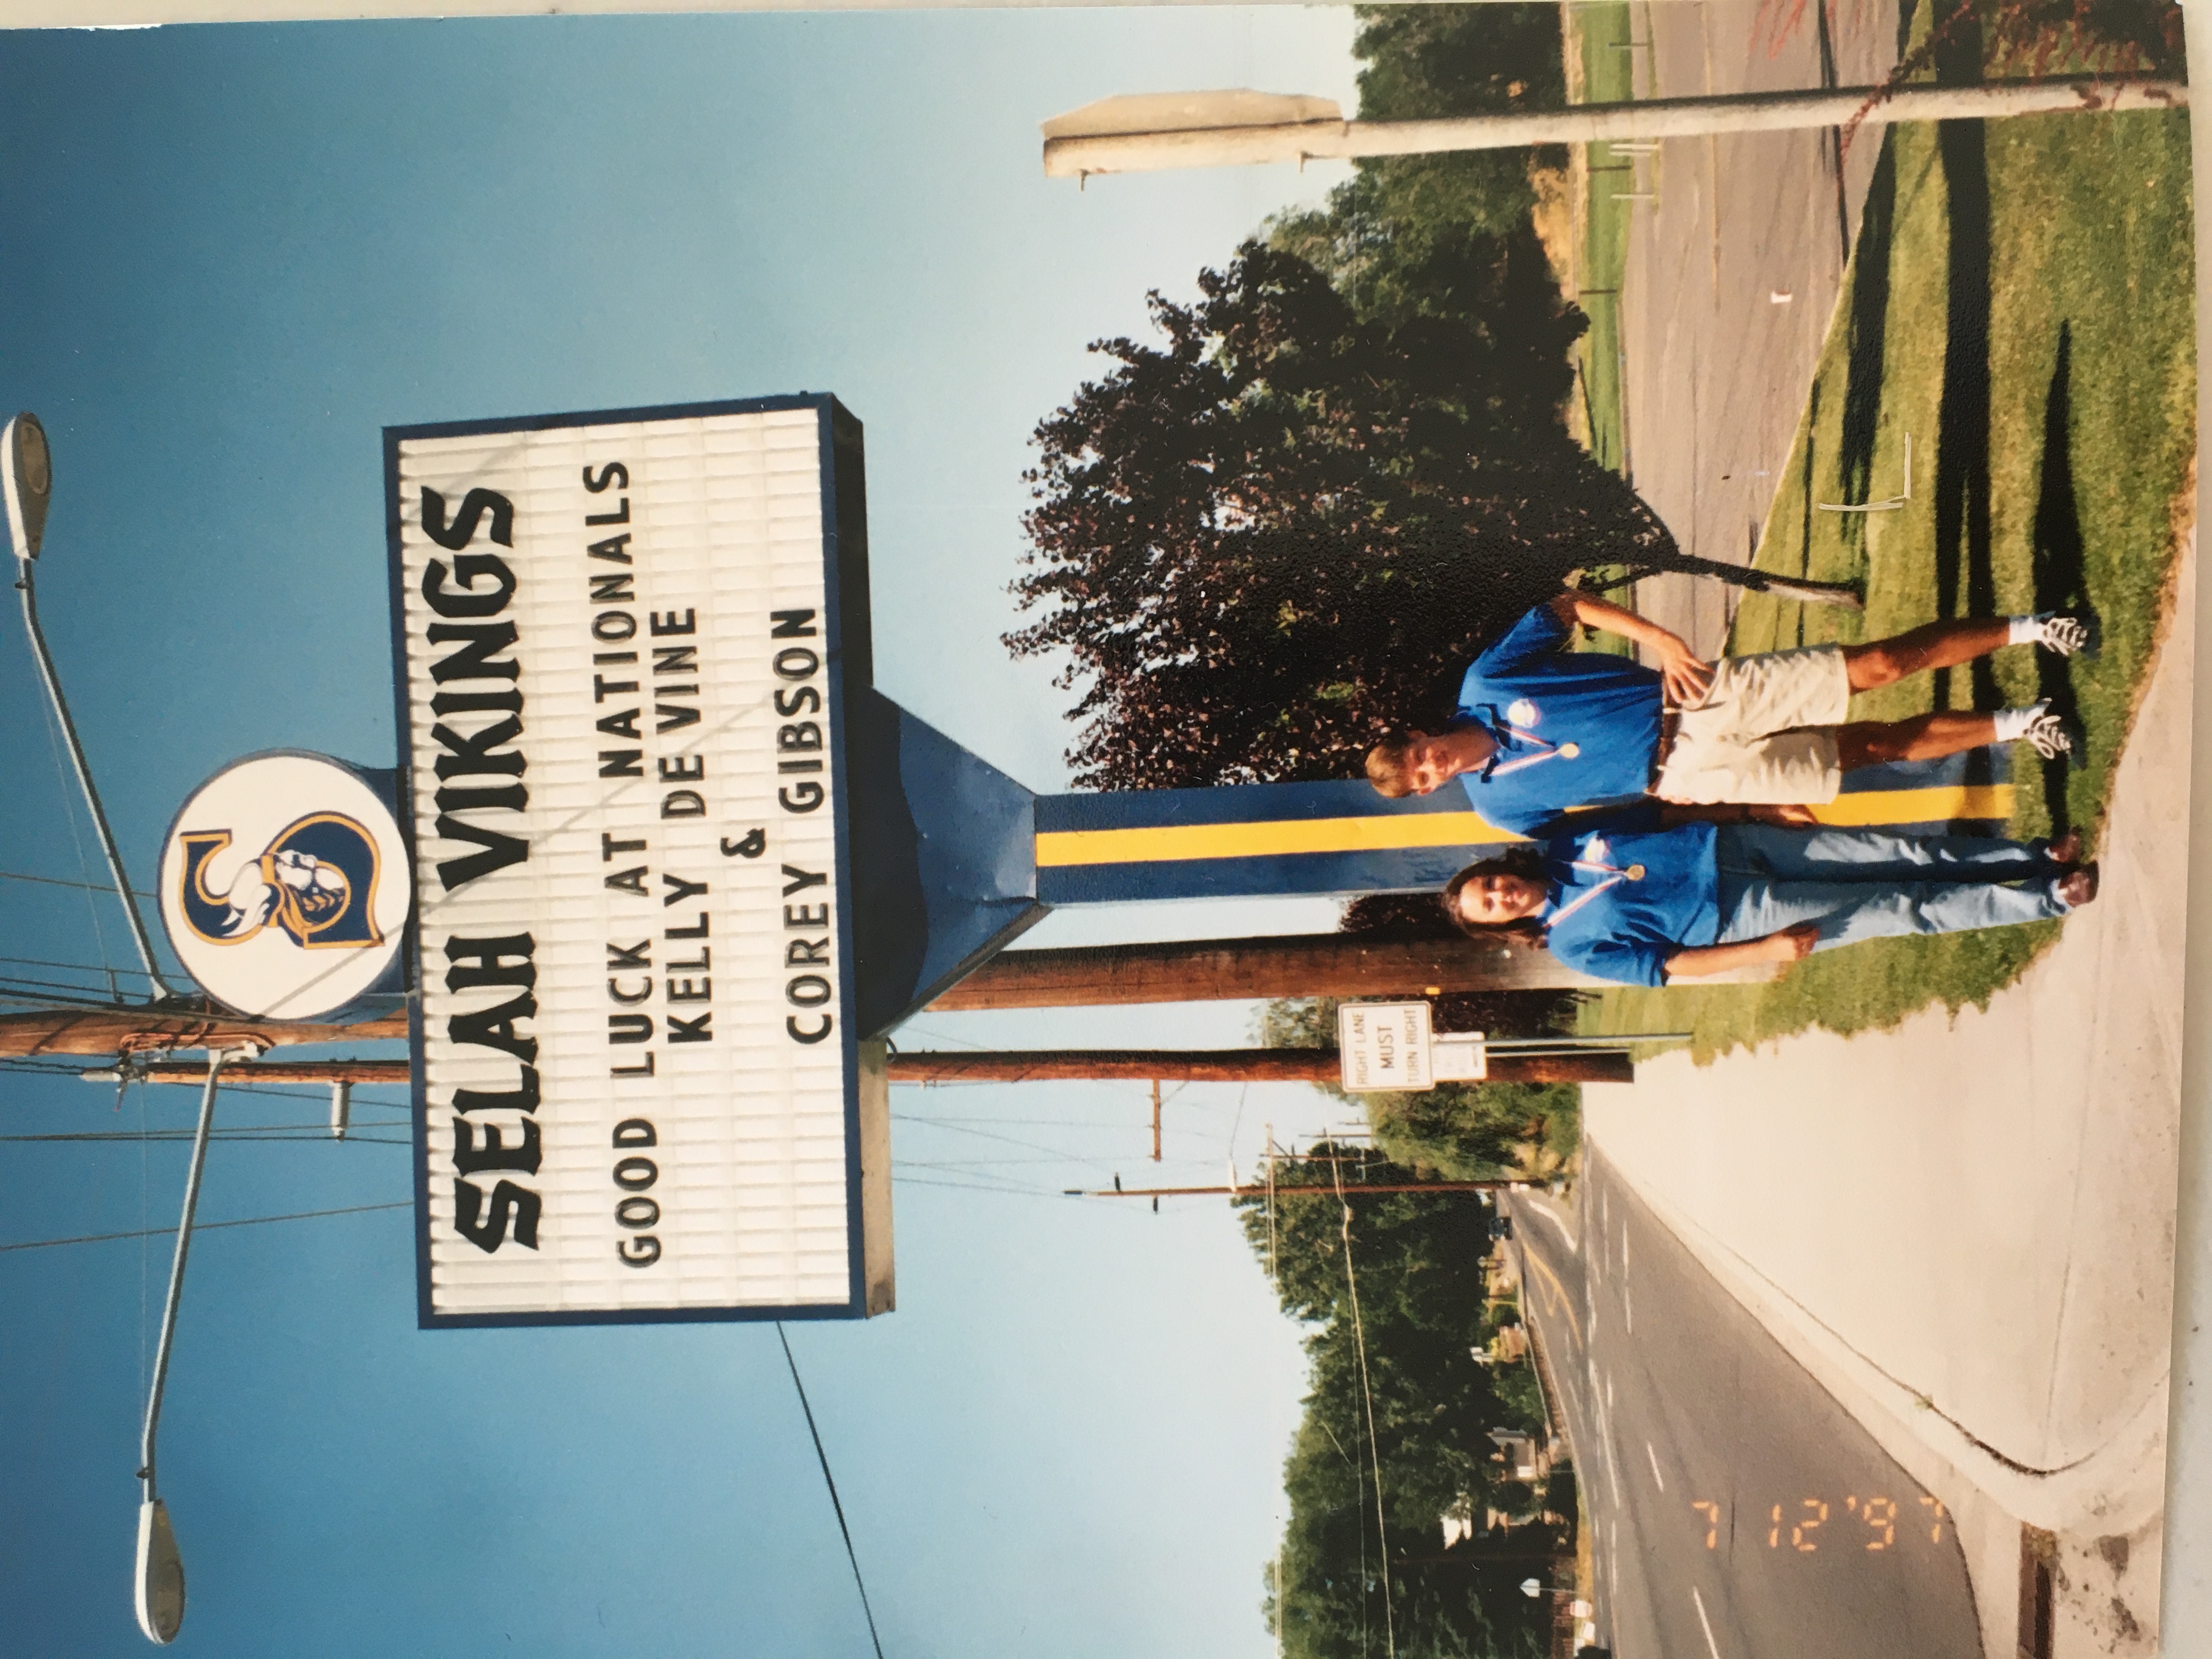 S
SELAH VIKINGS
GOOD LUCK AT NATIONALS
KELLY DE VINE
&
COREY GIBSON
RIGHT LANE
MUST
TURN RIGHT
7 12 '97